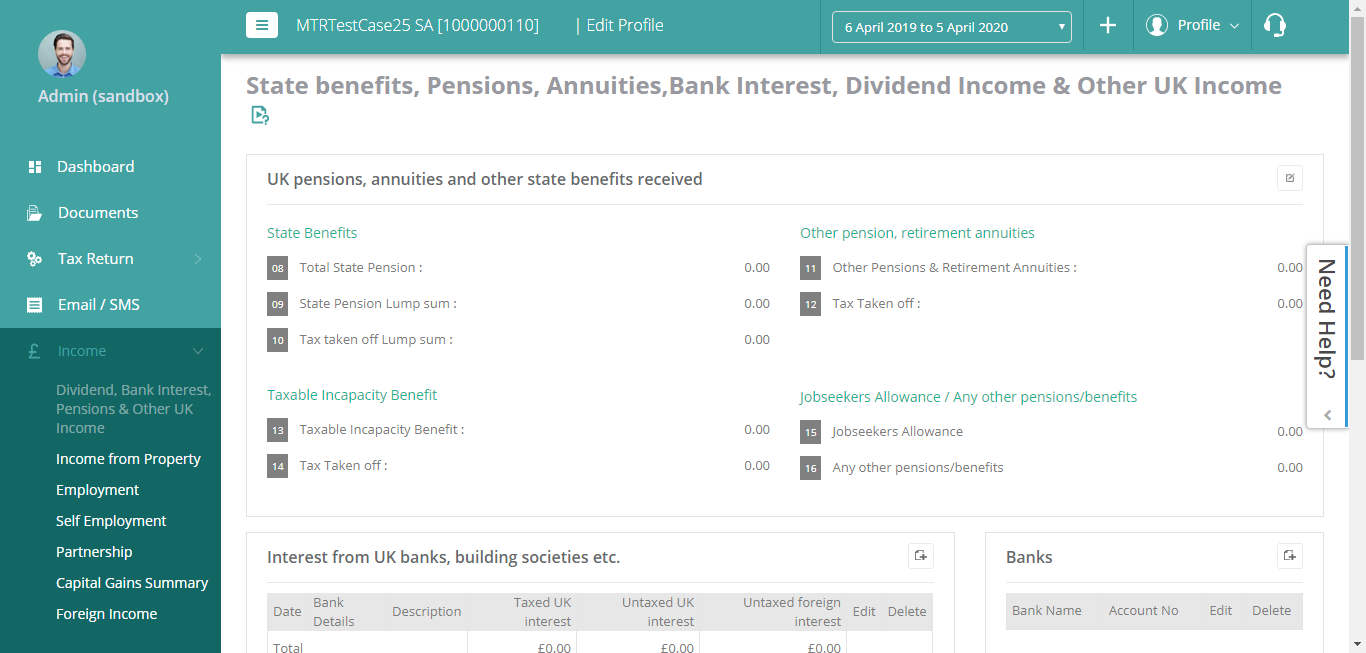 MTRTestCase25 SA [1000000110] | Edit Profile
6 April 2019 to 5 April 2020
Profile
Admin (sandbox)
Dashboard
Documents
Tax Return
Email / SMS
£ Income
Dividend, Bank Interest,
Pensions & Other UK
Income
Income from Property
Employment
Self Employment
Partnership
Capital Gains Summary
Foreign Income
State benefits, Pensions, Annuities,Bank Interest, Dividend Income & Other UK Income
?
UK pensions, annuities and other state benefits received
State Benefits
08 Total State Pension : 0.00
09 State Pension Lump sum : 0.00
10 Tax taken off Lump sum : 0.00
Other pension, retirement annuities
11 Other Pensions & Retirement Annuities : 0.00
12 Tax Taken off : 0.00
Taxable Incapacity Benefit
13 Taxable Incapacity Benefit : 0.00
14 Tax Taken off : 0.00
Jobseekers Allowance / Any other pensions/benefits
15 Jobseekers Allowance 0.00
16 Any other pensions/benefits 0.00
Need Help?
Interest from UK banks, building societies etc.
Date Bank Details Description Taxed UK interest Untaxed UK interest Untaxed foreign interest Edit Delete
Total £0.00 £0.00 £0.00
Banks
Bank Name Account No Edit Delete